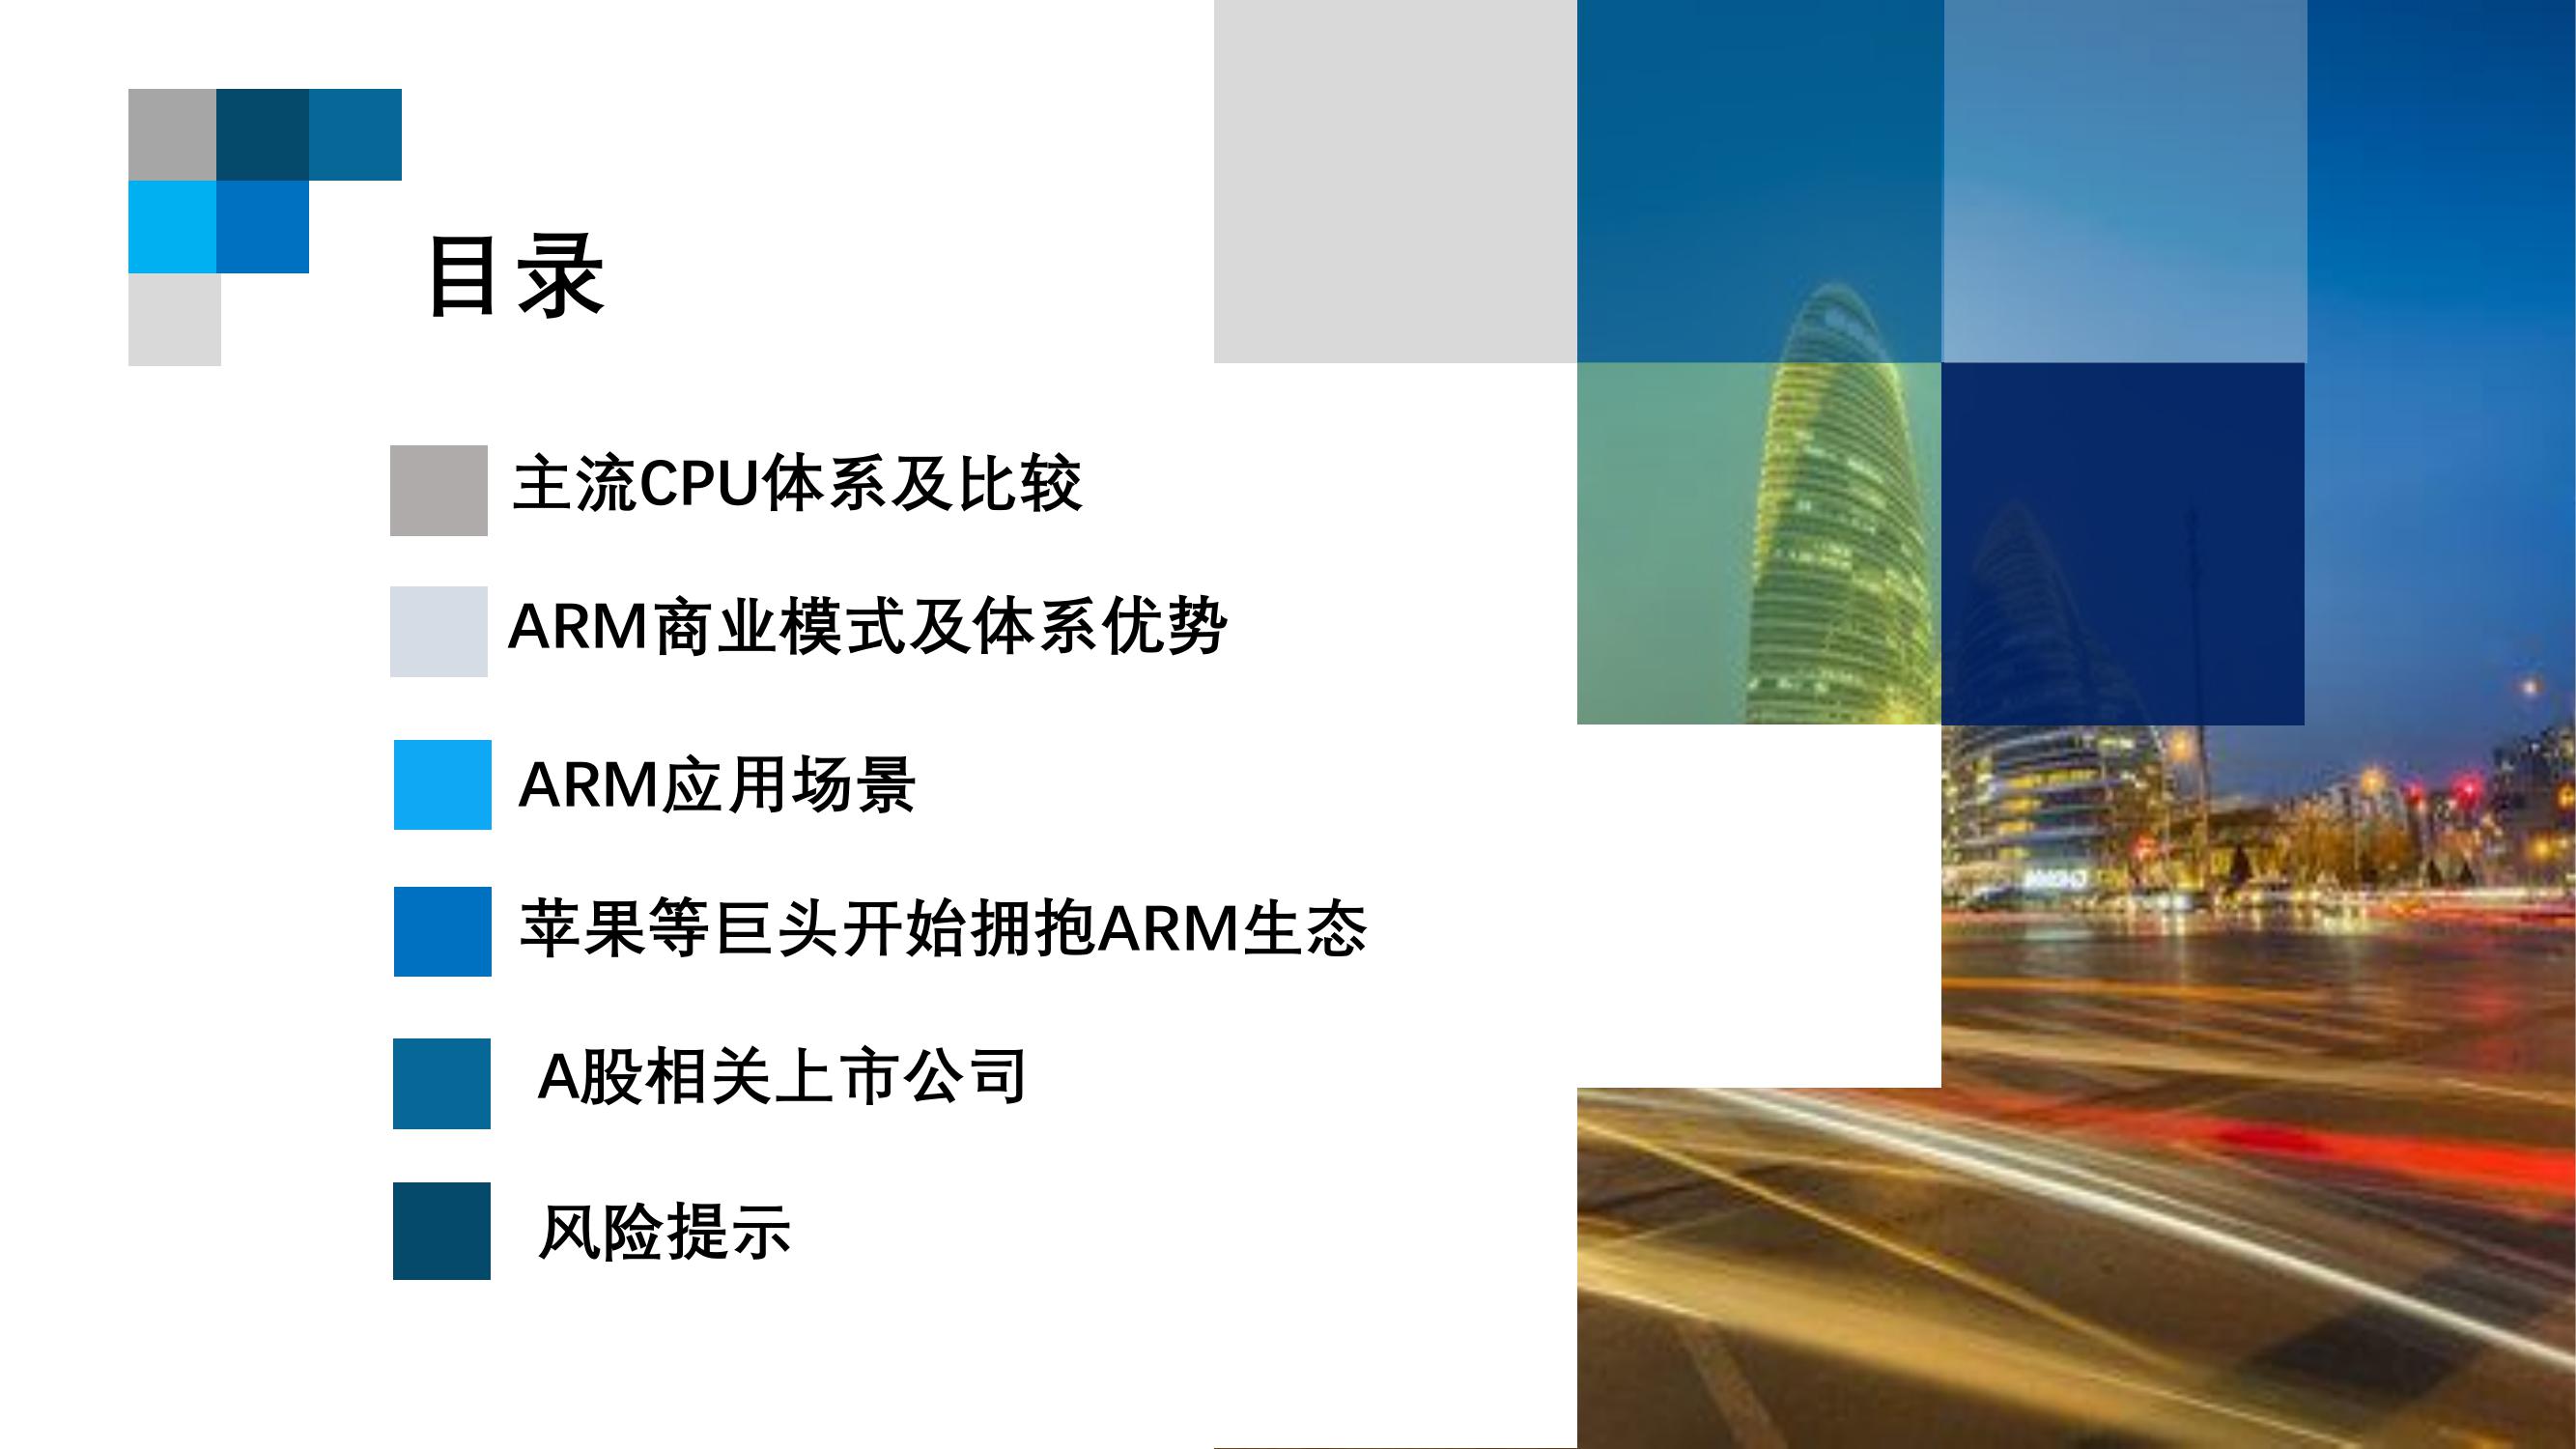 目录
主流CPU体系及比较
ARM商业模式及体系优势
ARM应用场景
苹果等巨头开始拥抱ARM生态
A股相关上市公司
风险提示